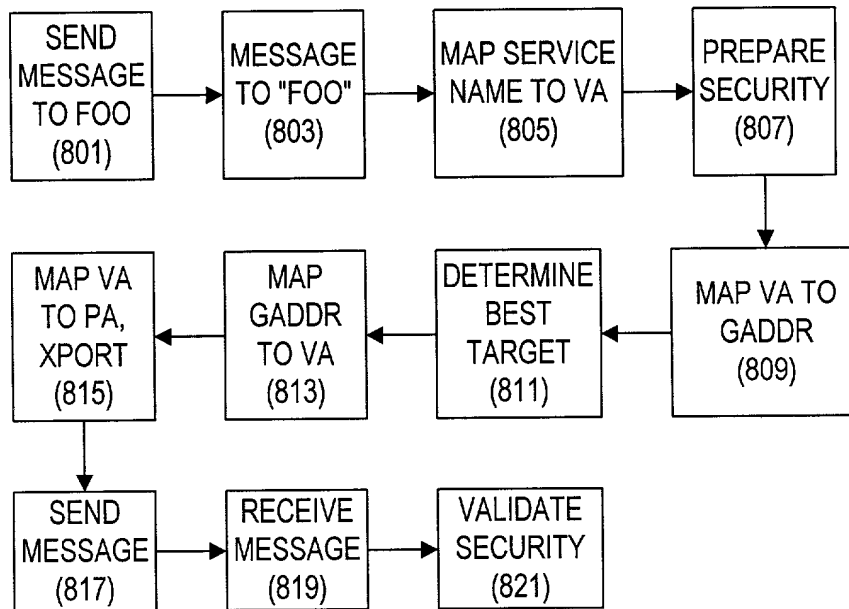 SEND
MESSAGE
TO FOO
(801)
MESSAGE
TO "FOO"
(803)
MAP SERVICE
NAME TO VA
(805)
PREPARE
SECURITY
(807)
MAP VA TO
GADDR
(809)
DETERMINE
BEST
TARGET
(811)
MAP
GADDR
TO VA
(813)
MAP VA
TO PA,
XPORT
(815)
SEND
MESSAGE
(817)
RECEIVE
MESSAGE
(819)
VALIDATE
SECURITY
(821)